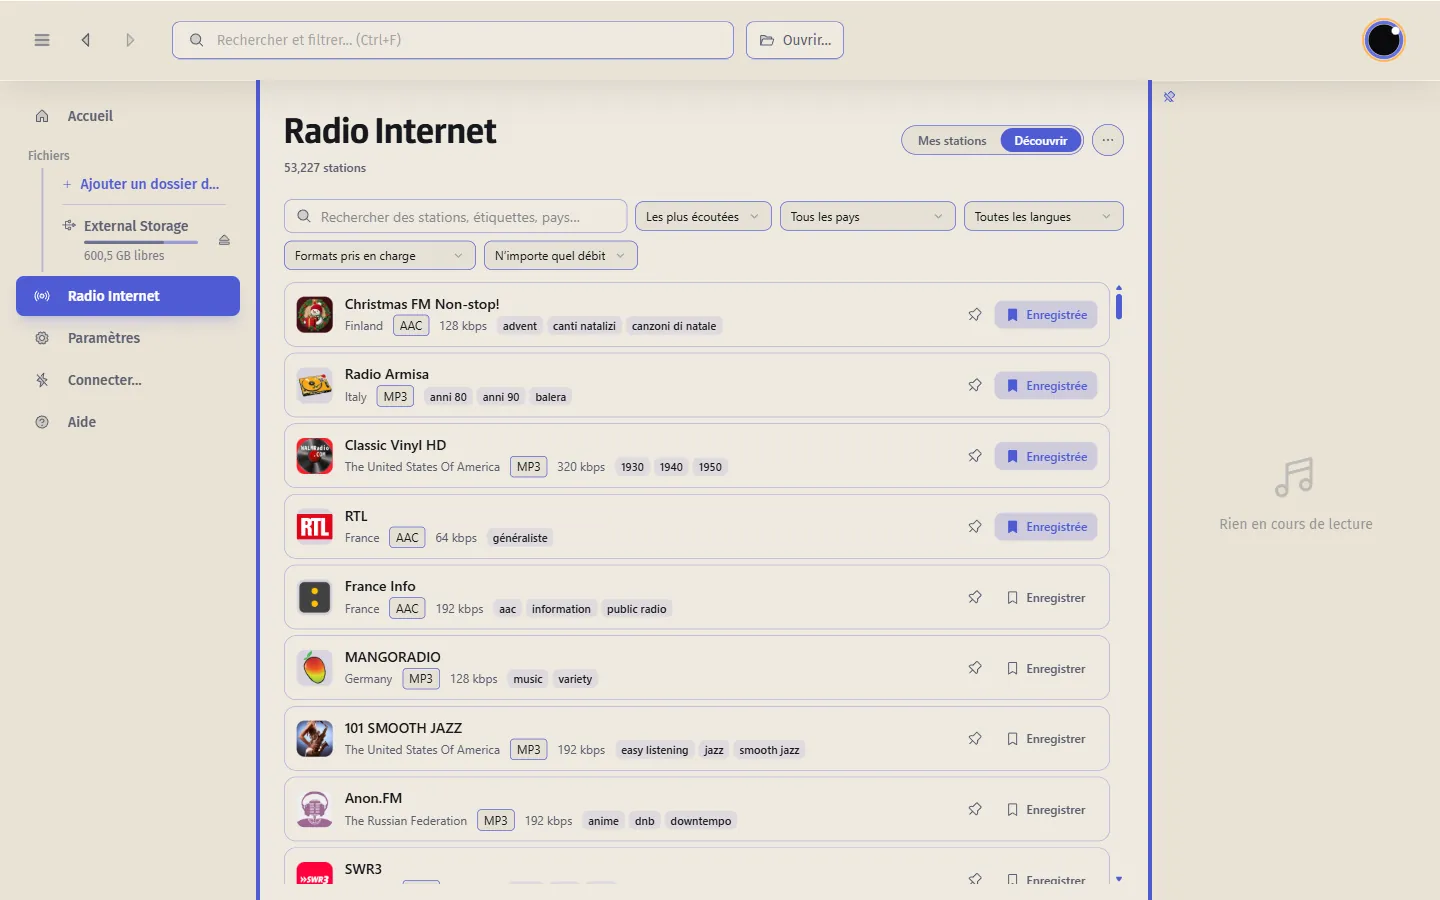 Rechercher et filtrer... (Ctrl+F)
Ouvrir...
Accueil
Fichiers
+ Ajouter un dossier d...
External Storage
600,5 GB libres
Radio Internet
Paramètres
Connecter...
Aide
Radio Internet
53,227 stations
Mes stations
Découvrir
Rechercher des stations, étiquettes, pays...
Les plus écoutées
Tous les pays
Toutes les langues
Formats pris en charge
N'importe quel débit
Christmas FM Non-stop!
Finland AAC 128 kbps advent canti natalizi canzoni di natale
Enregistrée
Radio Armisa
Italy MP3 anni 80 anni 90 balera
Enregistrée
Classic Vinyl HD
The United States Of America MP3 320 kbps 1930 1940 1950
Enregistrée
RTL
RTL
France AAC 64 kbps généraliste
Enregistrée
France Info
France AAC 192 kbps aac information public radio
Enregistrer
MANGORADIO
Germany MP3 128 kbps music variety
Enregistrer
101 SMOOTH JAZZ
The United States Of America MP3 192 kbps easy listening jazz smooth jazz
Enregistrer
Anon.FM
The Russian Federation MP3 192 kbps anime dnb downtempo
Enregistrer
SWR3
SWR3
Enregistrer
Rien en cours de lecture